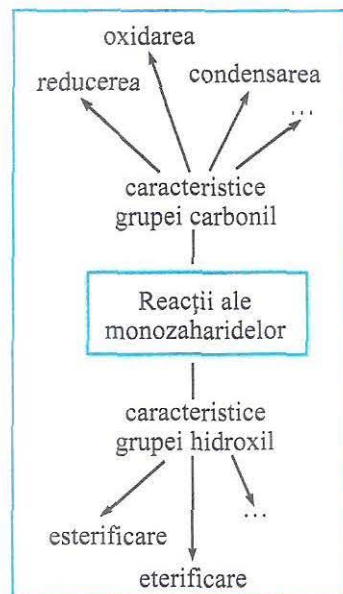 oxidarea
reducerea
condensarea
...
caracteristice
grupei carbonil
Reacţii ale
monozaharidelor
caracteristice
grupei hidroxil
...
esterificare
eterificare